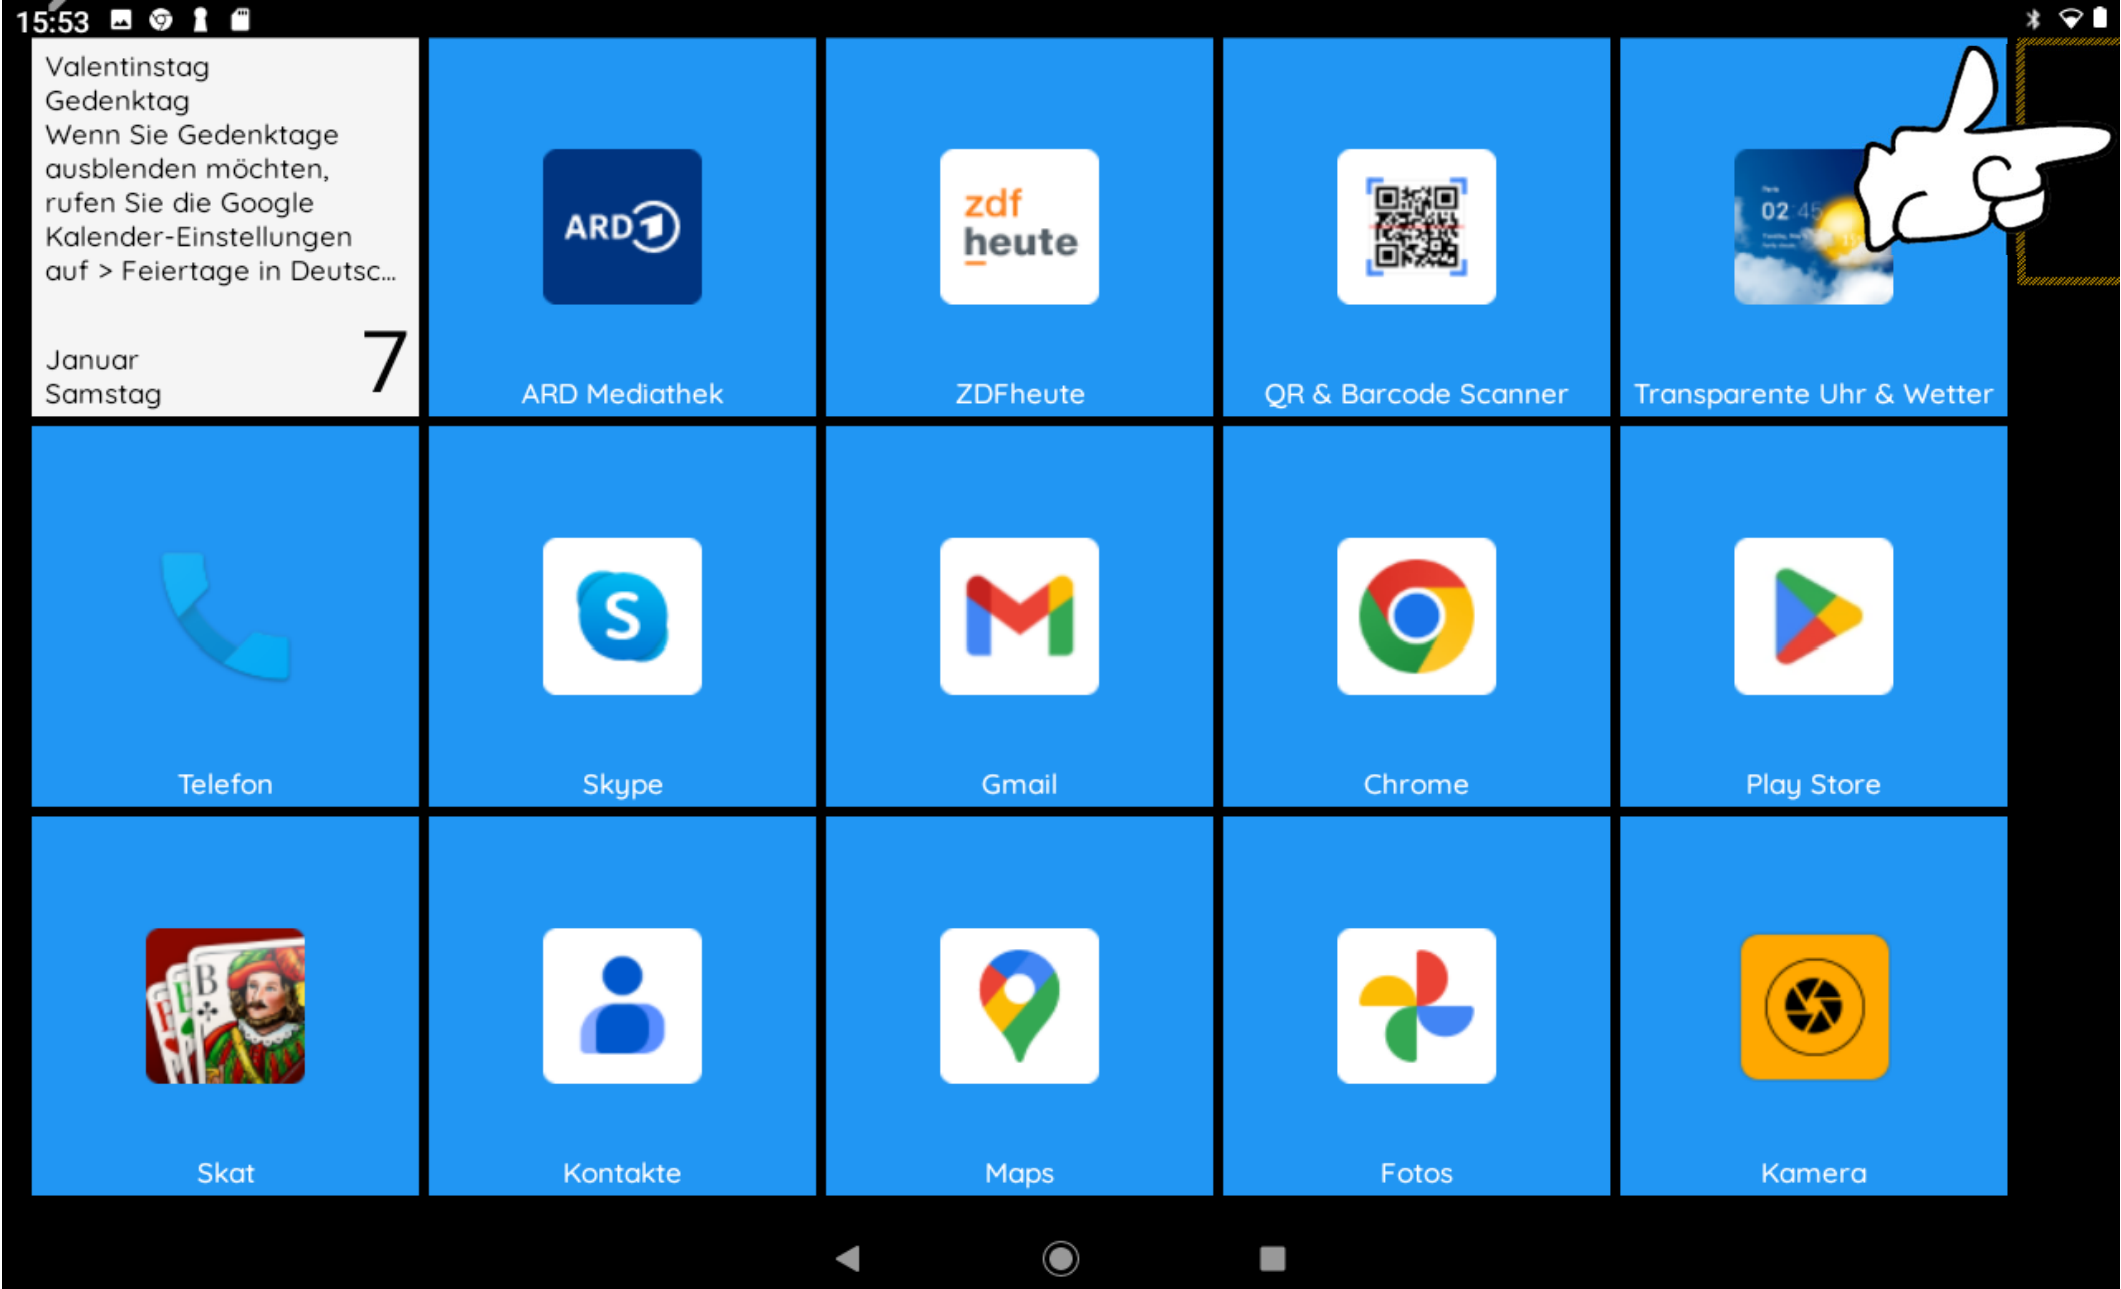 15:53
Valentinstag
Gedenktag
Wenn Sie Gedenktage
ausblenden möchten,
rufen Sie die Google
Kalender-Einstellungen
auf > Feiertage in Deutsc...
Januar
Samstag
7
ARD 1
ARD Mediathek
zdf
heute
ZDFheute
QR & Barcode Scanner
02:45
Transparente Uhr & Wetter
Telefon
S
Skype
Gmail
Chrome
Play Store
B
Skat
Kontakte
Maps
Fotos
Kamera